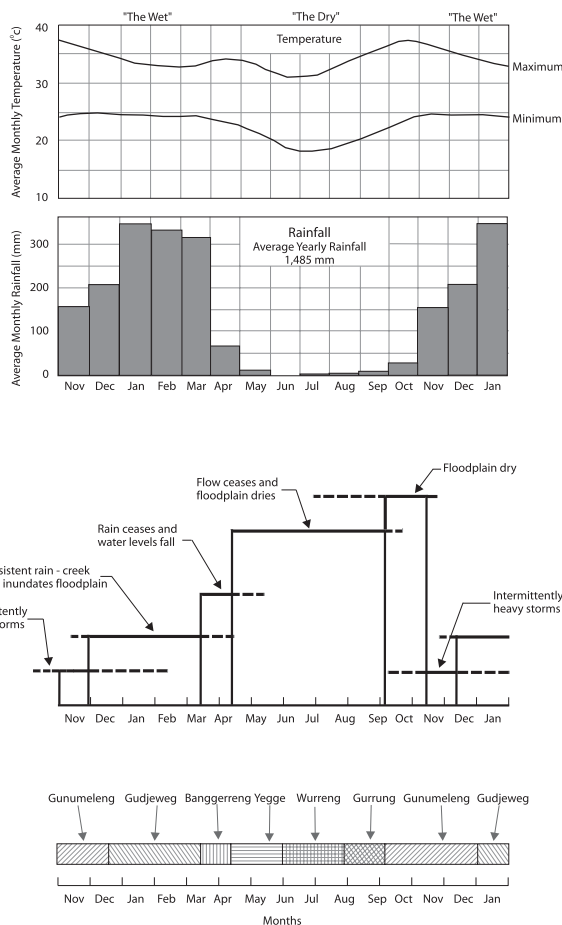 "The Wet" "The Dry" "The Wet"
Average Monthly Temperature (°c)
40
30
20
10
Temperature
Maximum
Minimum
Average Monthly Rainfall (mm)
300
200
100
0
Rainfall
Average Yearly Rainfall
1,485 mm
Nov Dec Jan Feb Mar Apr May Jun Jul Aug Sep Oct Nov Dec Jan
Floodplain dry
Flow ceases and
floodplain dries
Rain ceases and
water levels fall
sistent rain - creek
inundates floodplain
tently
orms
Intermittently
heavy storms
Nov Dec Jan Feb Mar Apr May Jun Jul Aug Sep Oct Nov Dec Jan
Gunumeleng Gudjeweg Banggerreng Yegge Wurreng Gurrung Gunumeleng Gudjeweg
Nov Dec Jan Feb Mar Apr May Jun Jul Aug Sep Oct Nov Dec Jan
Months